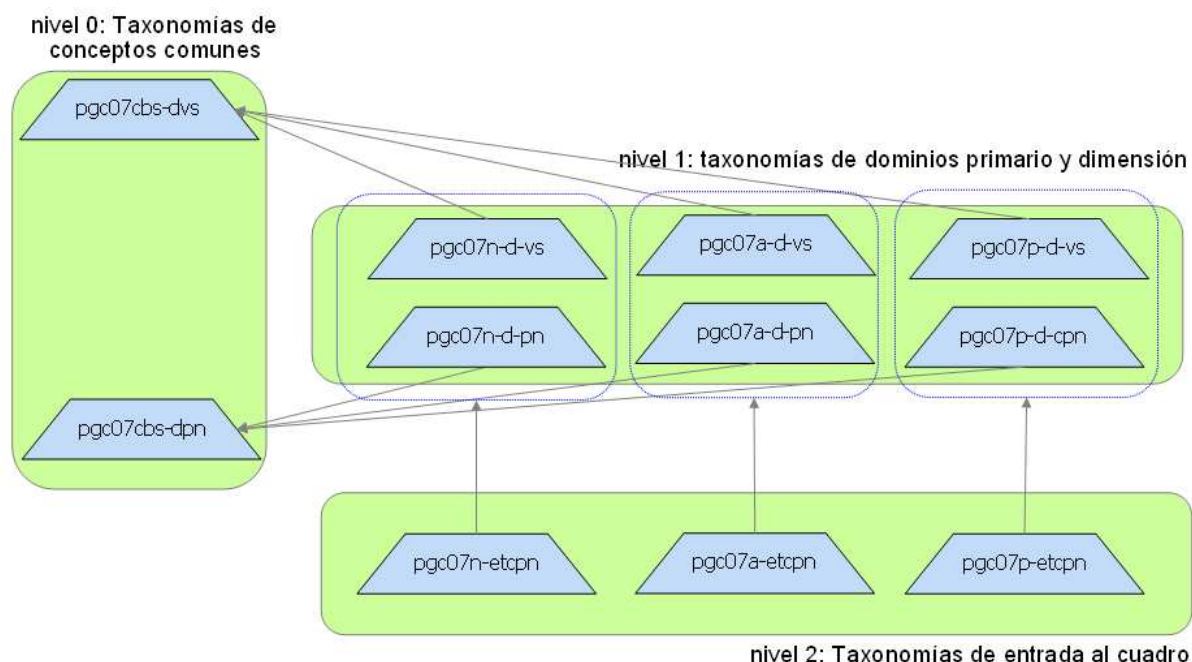 nivel 0: Taxonomías de
conceptos comunes
pgc07cbs-dvs
nivel 1: taxonomías de dominios primario y dimensión
pgc07n-d-vs
pgc07a-d-vs
pgc07p-d-vs
pgc07n-d-pn
pgc07a-d-pn
pgc07p-d-cpn
pgc07cbs-dpn
pgc07n-etcpn
pgc07a-etcpn
pgc07p-etcpn
nivel 2: Taxonomías de entrada al cuadro